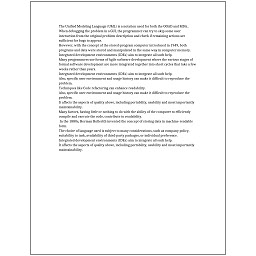 The Unified Modeling Language (UML) is a notation used for both the OOAD and MDA.
When debugging the problem in a GUI, the programmer can try to skip some user
interaction from the original problem description and check if remaining actions are
sufficient for bugs to appear.
However, with the concept of the stored-program computer introduced in 1949, both
programs and data were stored and manipulated in the same way in computer memory.
Integrated development environments (IDEs) aim to integrate all such help.
Many programmers use forms of Agile software development where the various stages of
formal software development are more integrated together into short cycles that take a few
weeks rather than years.
Integrated development environments (IDEs) aim to integrate all such help.
Also, specific user environment and usage history can make it difficult to reproduce the
problem.
Techniques like Code refactoring can enhance readability.
Also, specific user environment and usage history can make it difficult to reproduce the
problem.
It affects the aspects of quality above, including portability, usability and most importantly
maintainability.
Many factors, having little or nothing to do with the ability of the computer to efficiently
compile and execute the code, contribute to readability.
In the 1880s, Herman Hollerith invented the concept of storing data in machine-readable
form.
The choice of language used is subject to many considerations, such as company policy,
suitability to task, availability of third-party packages, or individual preference.
Integrated development environments (IDEs) aim to integrate all such help.
It affects the aspects of quality above, including portability, usability and most importantly
maintainability.